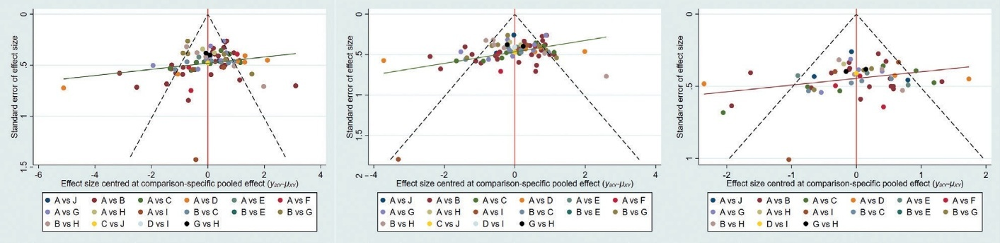 0
.5
1
1.5
Standard error of effect size
-6
-4
-2
0
2
4
Effect size centred at comparison-specific pooled effect (yiXY-μXY)
A vs J A vs B A vs C A vs D A vs E A vs F
A vs G A vs H A vs I B vs C B vs E B vs G
B vs H C vs J D vs I G vs H
0
.5
1
1.5
2
Standard error of effect size
-4
-2
0
2
4
Effect size centred at comparison-specific pooled effect (yiXY-μXY)
A vs J A vs B A vs C A vs D A vs E A vs F
A vs G A vs H A vs I B vs C B vs E B vs G
B vs H C vs J D vs I G vs H
0
.5
1
Standard error of effect size
-2
-1
0
1
2
Effect size centred at comparison-specific pooled effect (yiXY-μXY)
A vs J A vs B A vs C A vs D A vs E A vs F
A vs G A vs H A vs I B vs C B vs E B vs G
B vs H D vs I G vs H